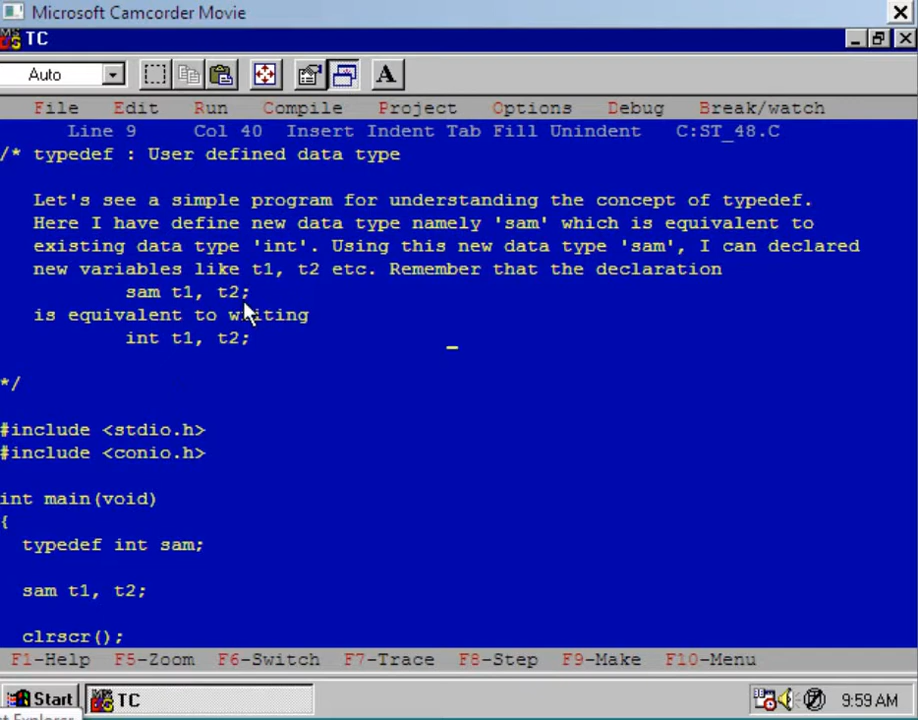 Microsoft Camcorder Movie
TC
Auto
A
File Edit Run Compile Project Options Debug Break/watch
Line 9 Col 40 Insert Indent Tab Fill Unindent C:ST_48.C
/* typedef : User defined data type
Let's see a simple program for understanding the concept of typedef.
Here I have define new data type namely 'sam' which is equivalent to
existing data type 'int'. Using this new data type 'sam', I can declared
new variables like t1, t2 etc. Remember that the declaration
sam t1, t2;
is equivalent to writing
int t1, t2;
*/
#include <stdio.h>
#include <conio.h>
int main(void)
{
typedef int sam;
sam t1, t2;
clrscr();
F1-Help F5-Zoom F6-Switch F7-Trace F8-Step F9-Make F10-Menu
Start TC 9:59 AM
Explorer